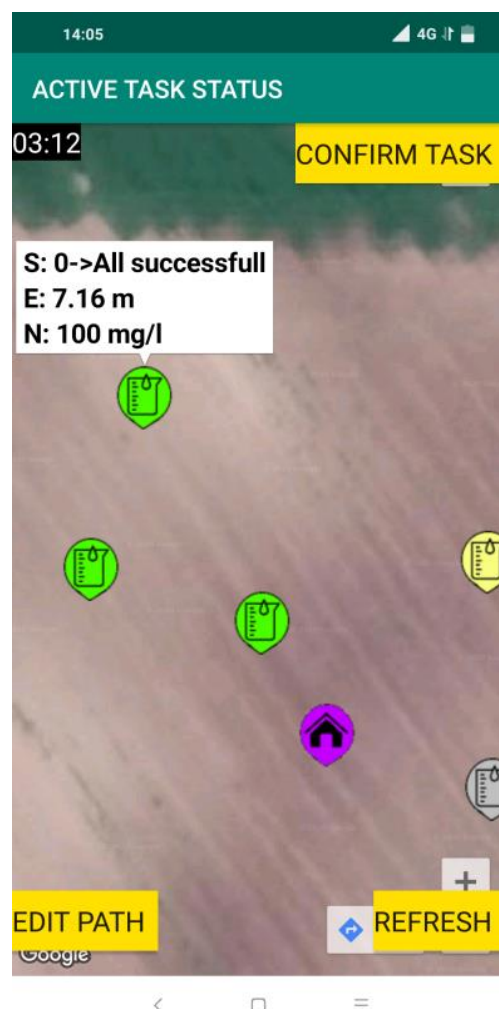 14:05
4G
ACTIVE TASK STATUS
03:12
CONFIRM TASK
S: 0->All successfull
E: 7.16 m
N: 100 mg/l
+
EDIT PATH
REFRESH
Google